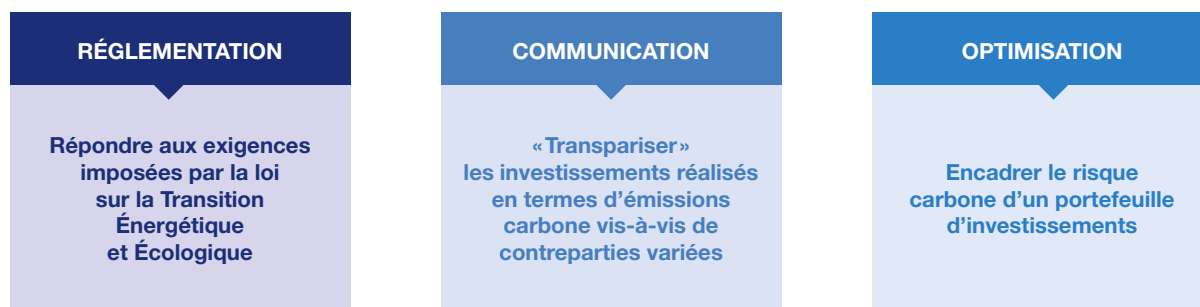 RÉGLEMENTATION
Répondre aux exigences
imposées par la loi
sur la Transition
Énergétique
et Écologique
COMMUNICATION
«Transpariser»
les investissements réalisés
en termes d’émissions
carbone vis-à-vis de
contreparties variées
OPTIMISATION
Encadrer le risque
carbone d’un portefeuille
d’investissements